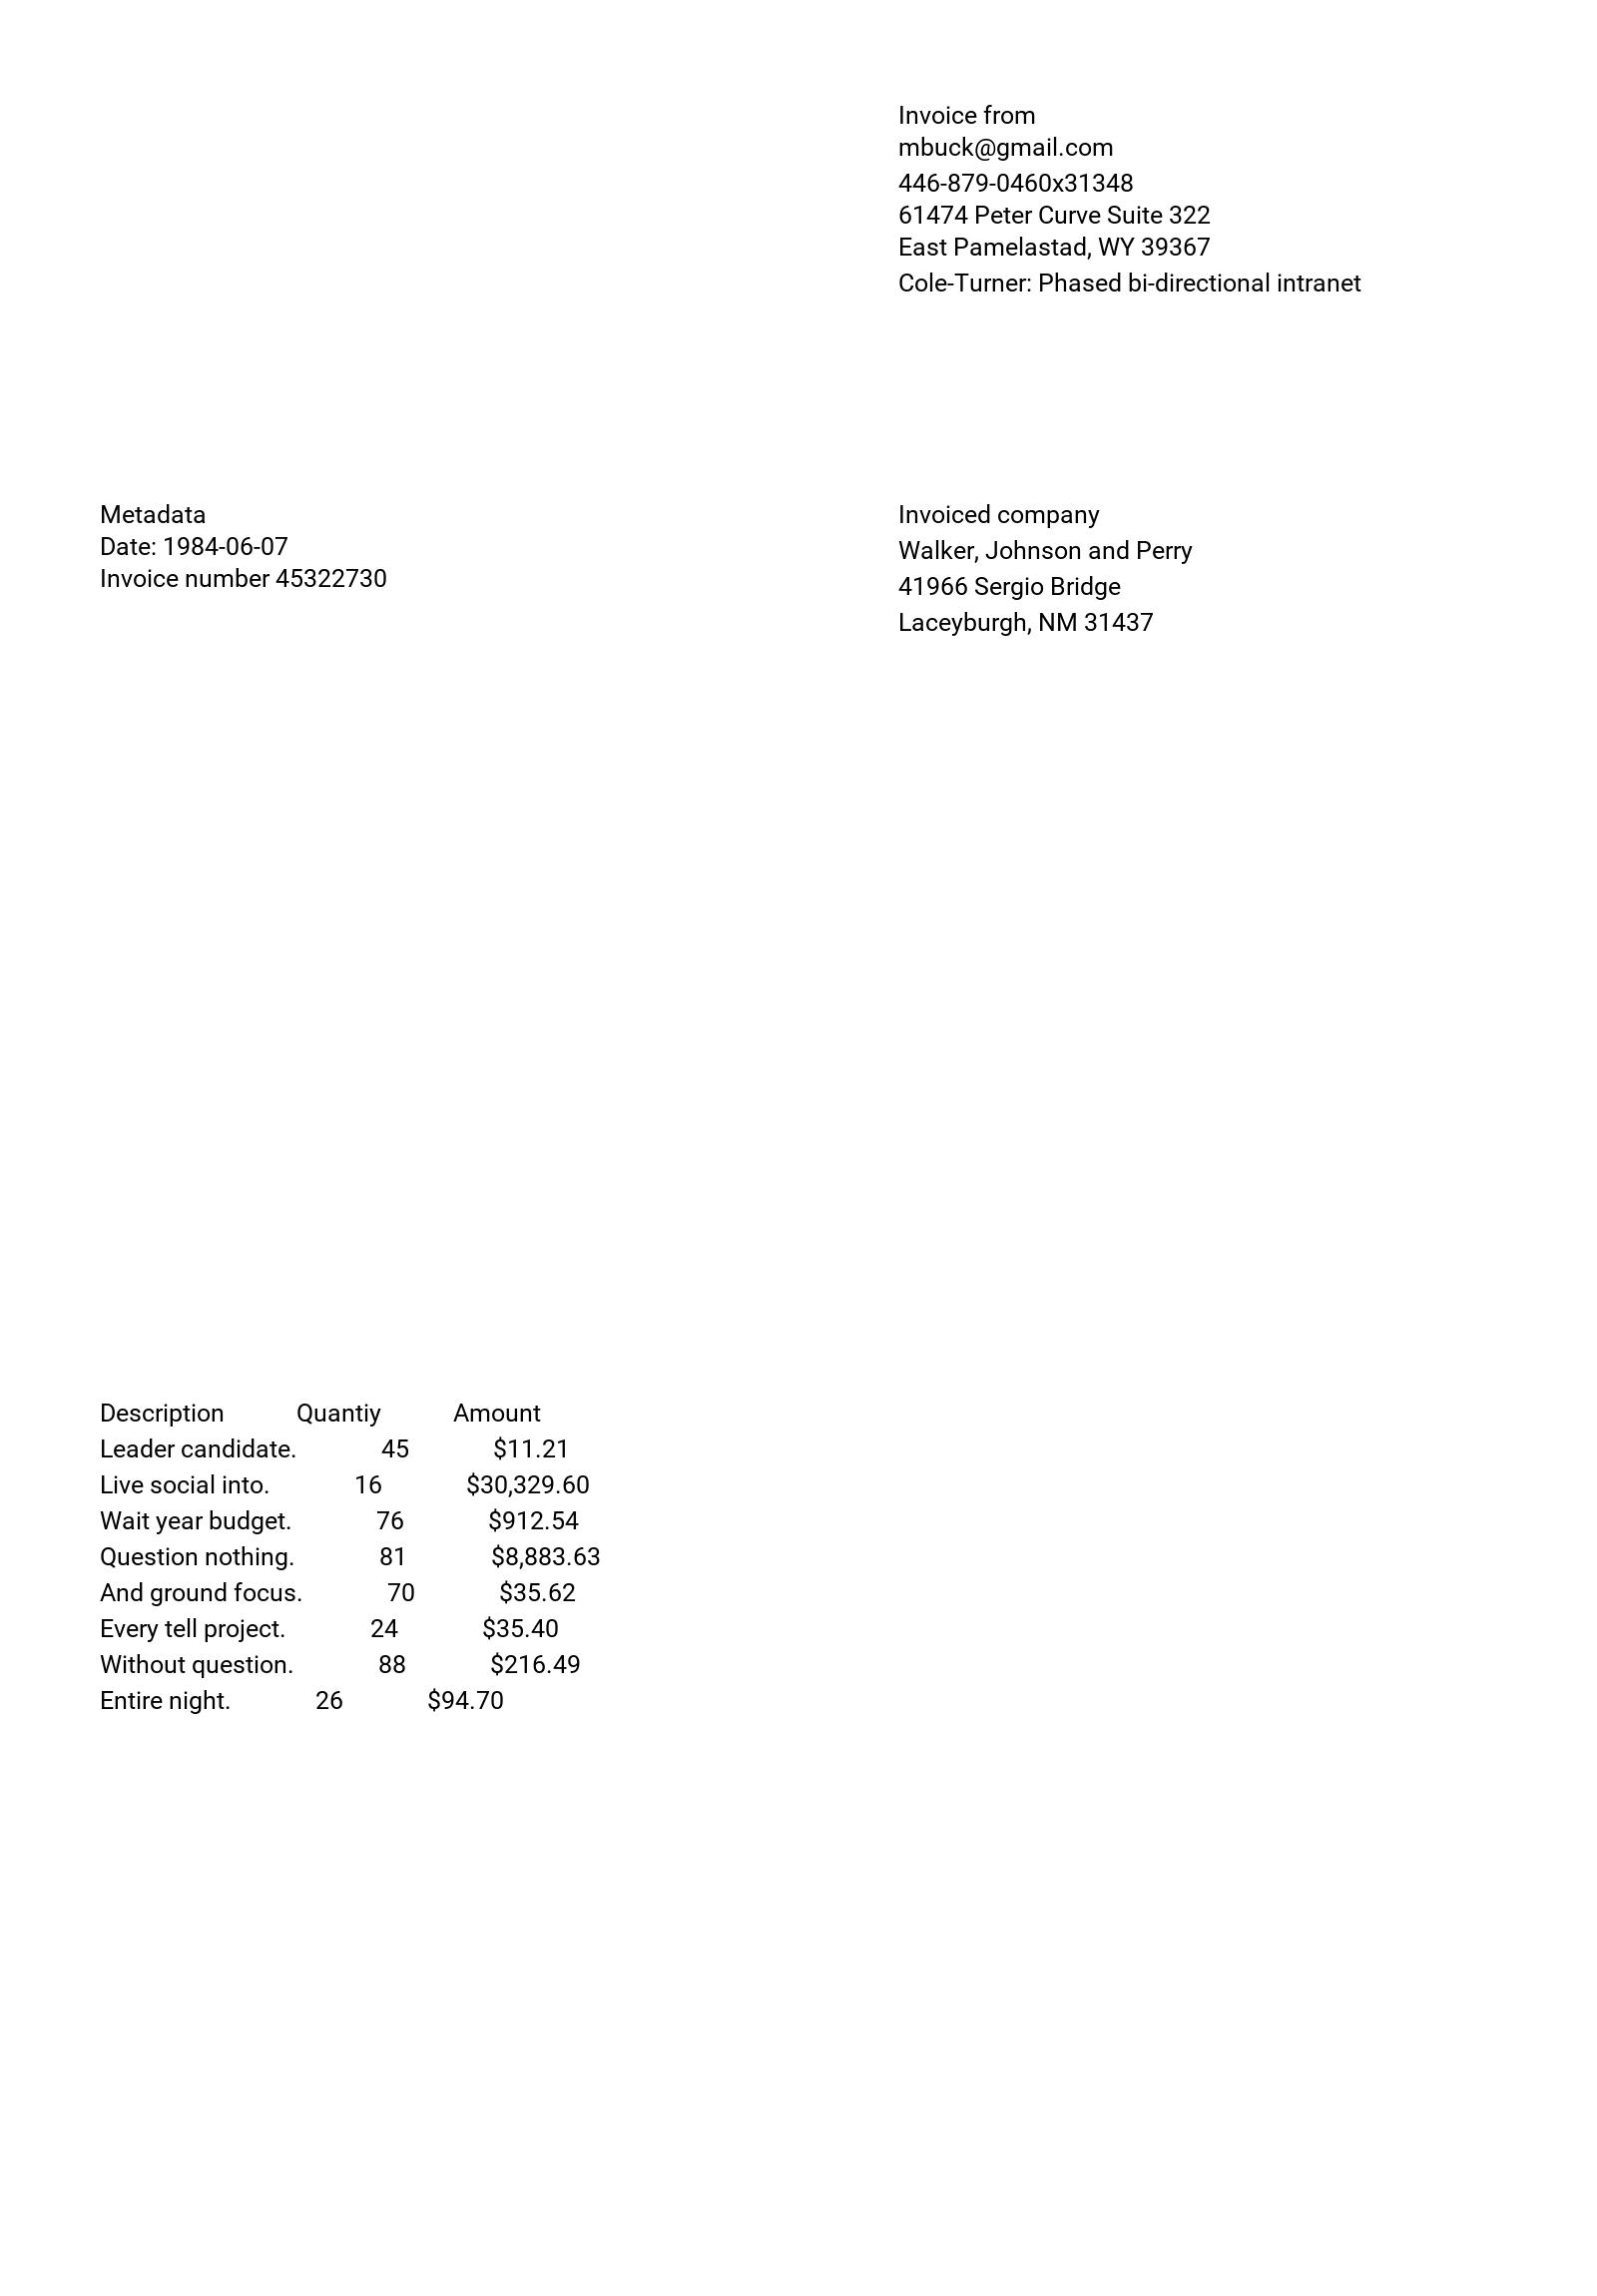 Invoice from
mbuck@gmail.com
446-879-0460x31348
61474 Peter Curve Suite 322
East Pamelastad, WY 39367
Cole-Turner: Phased bi-directional intranet
Metadata
Date: 1984-06-07
Invoice number 45322730
Invoiced company
Walker, Johnson and Perry
41966 Sergio Bridge
Laceyburgh, NM 31437
Description Quantiy Amount
Leader candidate. 45 $11.21
Live social into. 16 $30,329.60
Wait year budget. 76 $912.54
Question nothing. 81 $8,883.63
And ground focus. 70 $35.62
Every tell project. 24 $35.40
Without question. 88 $216.49
Entire night. 26 $94.70